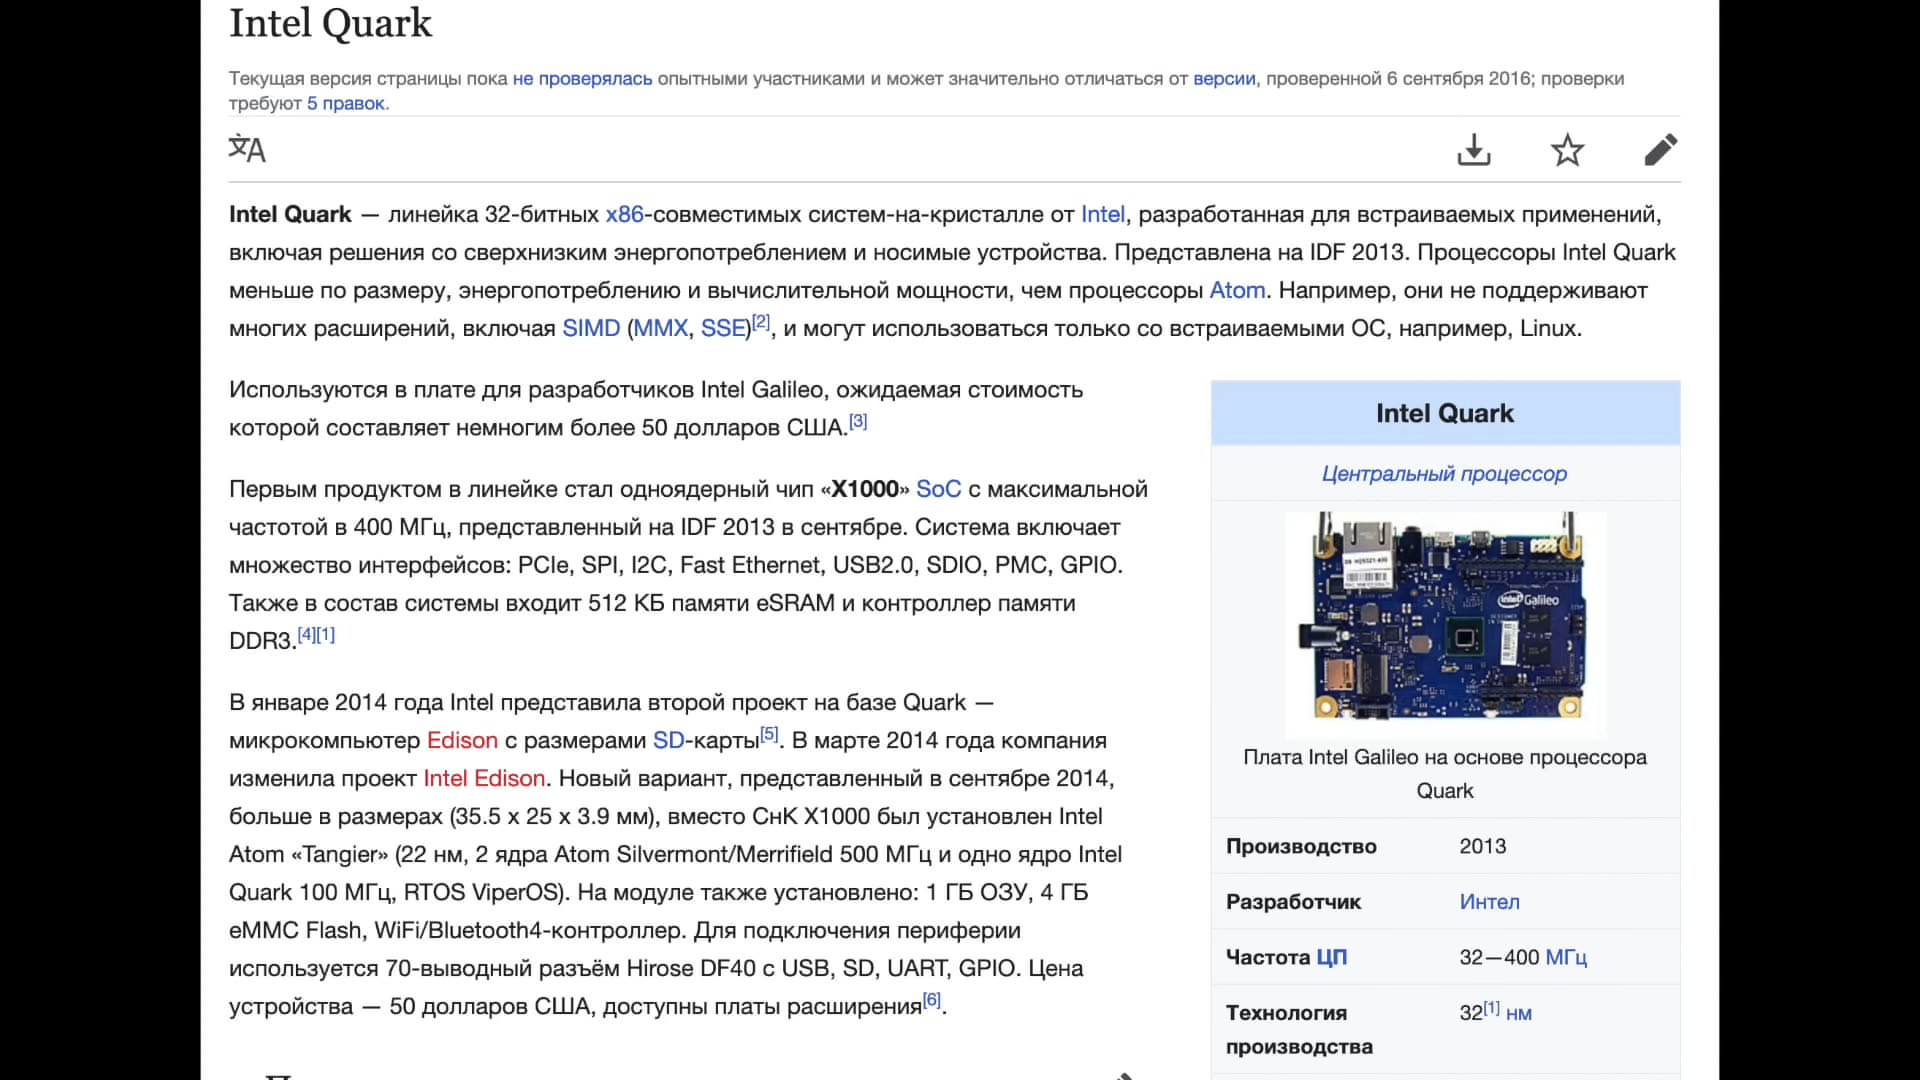 Intel Quark
Текущая версия страницы пока не проверялась опытными участниками и может значительно отличаться от версии, проверенной 6 сентября 2016; проверки
требуют 5 правок.
Intel Quark — линейка 32-битных x86-совместимых систем-на-кристалле от Intel, разработанная для встраиваемых применений,
включая решения со сверхнизким энергопотреблением и носимые устройства. Представлена на IDF 2013. Процессоры Intel Quark
меньше по размеру, энергопотреблению и вычислительной мощности, чем процессоры Atom. Например, они не поддерживают
многих расширений, включая SIMD (MMX, SSE)[2], и могут использоваться только со встраиваемыми ОС, например, Linux.
Используются в плате для разработчиков Intel Galileo, ожидаемая стоимость
которой составляет немногим более 50 долларов США.[3]
Первым продуктом в линейке стал одноядерный чип «X1000» SoC с максимальной
частотой в 400 МГц, представленный на IDF 2013 в сентябре. Система включает
множество интерфейсов: PCIe, SPI, I2C, Fast Ethernet, USB2.0, SDIO, PMC, GPIO.
Также в состав системы входит 512 КБ памяти eSRAM и контроллер памяти
DDR3.[4][1]
В январе 2014 года Intel представила второй проект на базе Quark —
микрокомпьютер Edison с размерами SD-карты[5]. В марте 2014 года компания
изменила проект Intel Edison. Новый вариант, представленный в сентябре 2014,
больше в размерах (35.5 x 25 x 3.9 мм), вместо СнК X1000 был установлен Intel
Atom «Tangier» (22 нм, 2 ядра Atom Silvermont/Merrifield 500 МГц и одно ядро Intel
Quark 100 МГц, RTOS ViperOS). На модуле также установлено: 1 ГБ ОЗУ, 4 ГБ
eMMC Flash, WiFi/Bluetooth4-контроллер. Для подключения периферии
используется 70-выводный разъём Hirose DF40 с USB, SD, UART, GPIO. Цена
устройства — 50 долларов США, доступны платы расширения[6].
Intel Quark
Центральный процессор
intel Galileo
Плата Intel Galileo на основе процессора
Quark
Производство 2013
Разработчик Интел
Частота ЦП 32—400 МГц
Технология 32[1] нм
производства